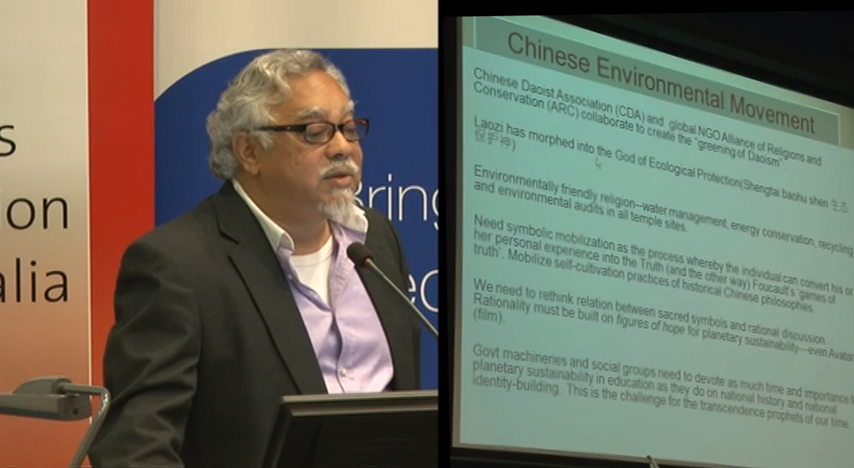 s
ion
alia
Bring
Chinese Environmental Movement
Chinese Daoist Association (CDA) and global NGO Alliance of Religions and
Conservation (ARC) collaborate to create the "greening of Daoism".
Laozi has morphed into the God of Ecological Protection(Shengtai baohu shen 生态
保护神)
Environmentally friendly religion--water management, energy conservation, recycling
and environmental audits in all temple sites.
Need symbolic mobilization as the process whereby the individual can convert his or
her personal experience into the Truth (and the other way) Foucault's 'games of
truth'. Mobilize self-cultivation practices of historical Chinese philosophies.
We need to rethink relation between sacred symbols and rational discussion.
Rationality must be built on figures of hope for planetary sustainability—even Avatar
(film).
Govt machineries and social groups need to devote as much time and importance t
planetary sustainability in education as they do on national history and national
identity-building. This is the challenge for the transcendence prophets of our time.